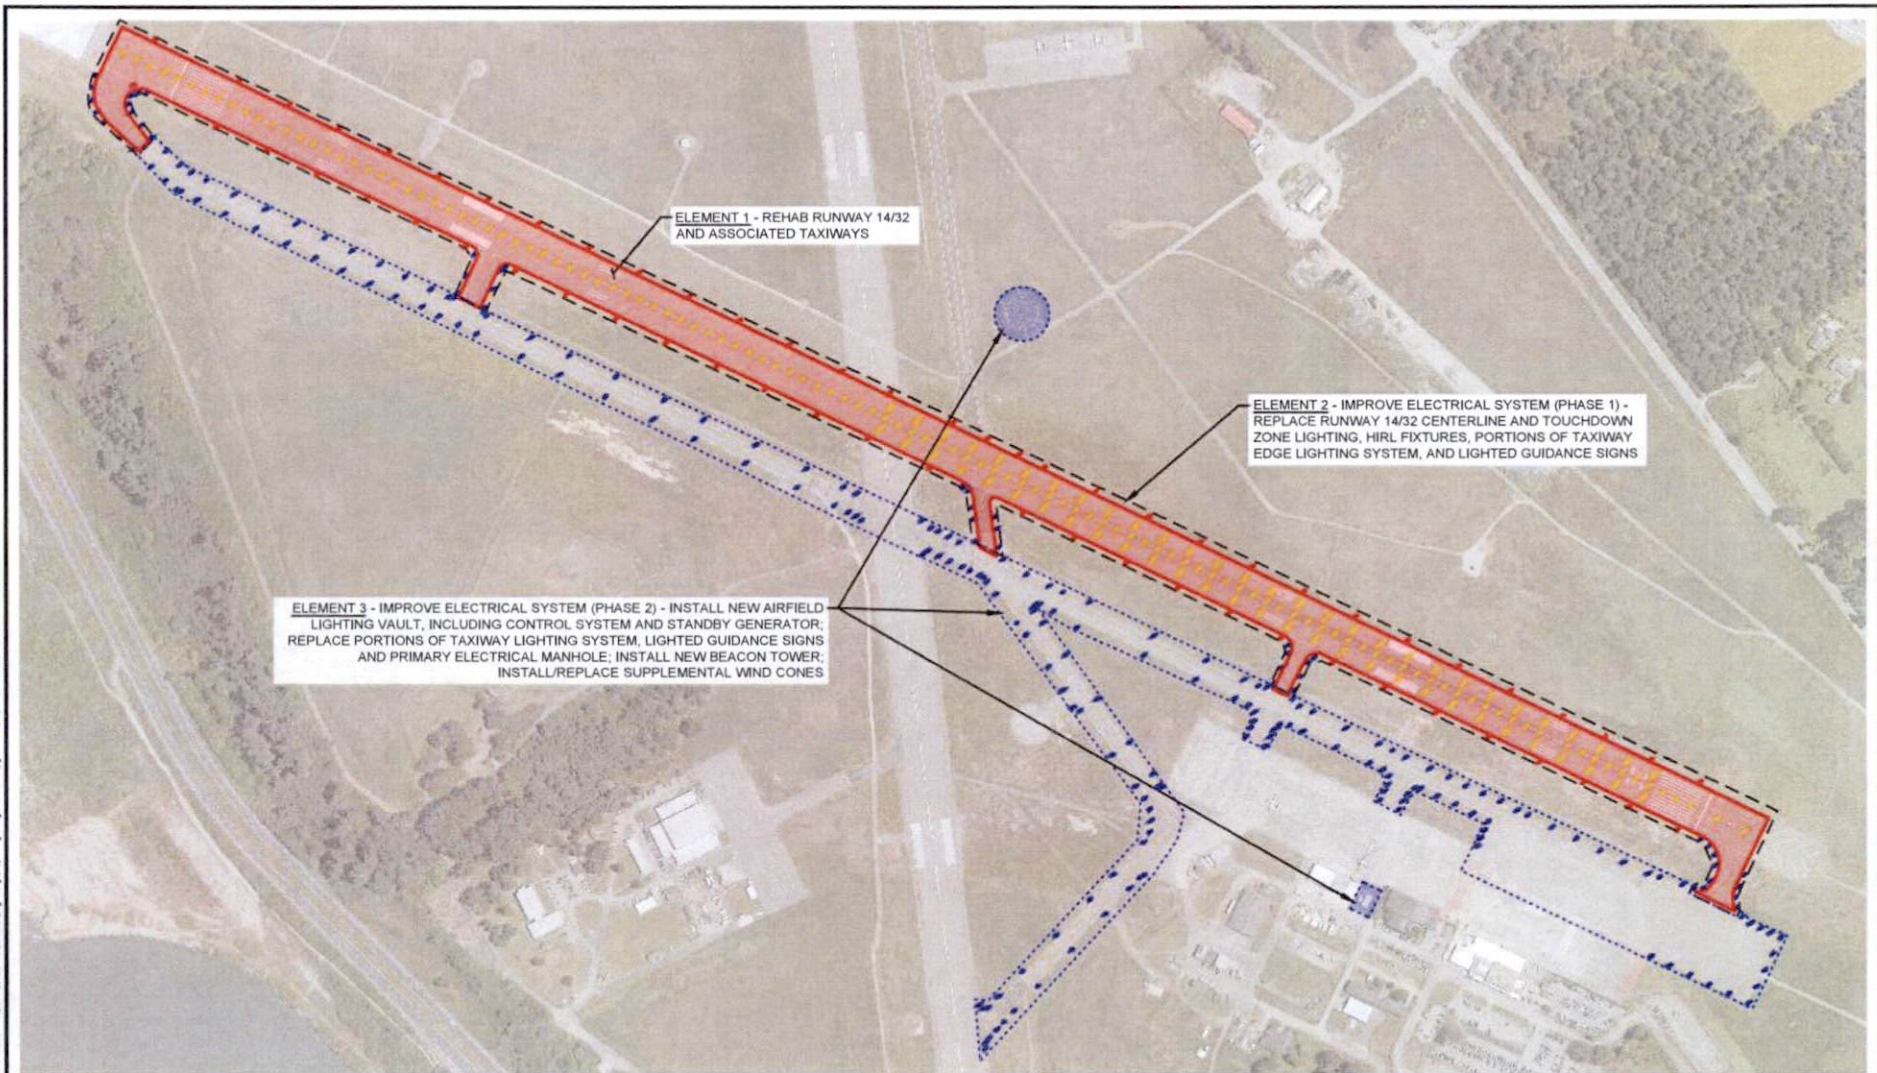 ELEMENT 1 - REHAB RUNWAY 14/32
AND ASSOCIATED TAXIWAYS
ELEMENT 2 - IMPROVE ELECTRICAL SYSTEM (PHASE 1) -
REPLACE RUNWAY 14/32 CENTERLINE AND TOUCHDOWN
ZONE LIGHTING, HIRL FIXTURES, PORTIONS OF TAXIWAY
EDGE LIGHTING SYSTEM, AND LIGHTED GUIDANCE SIGNS
ELEMENT 3 - IMPROVE ELECTRICAL SYSTEM (PHASE 2) - INSTALL NEW AIRFIELD
LIGHTING VAULT, INCLUDING CONTROL SYSTEM AND STANDBY GENERATOR;
REPLACE PORTIONS OF TAXIWAY LIGHTING SYSTEM, LIGHTED GUIDANCE SIGNS
AND PRIMARY ELECTRICAL MANHOLE; INSTALL NEW BEACON TOWER;
INSTALL/REPLACE SUPPLEMENTAL WIND CONES